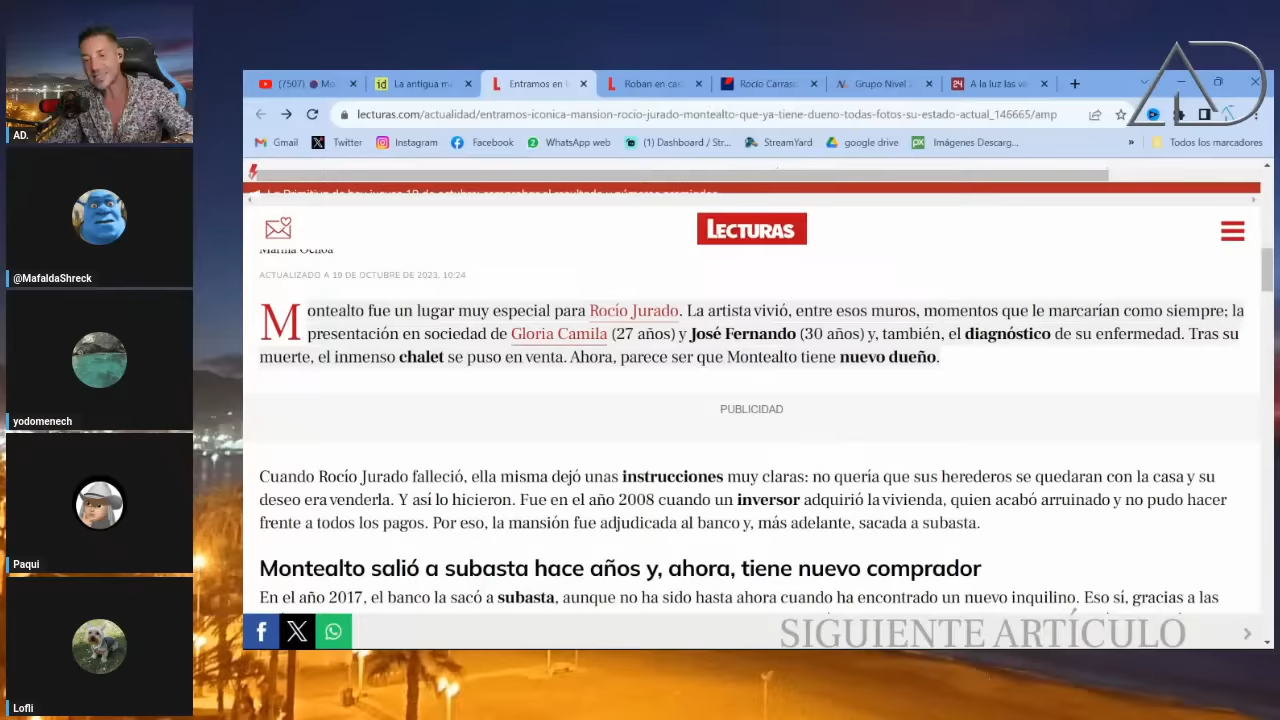 AD.
@MafaldaShreck
yodomenech
Paqui
Lofli
AD
(7507) Mo
La antigua m
Entramos en l
Roban en ca
Rocío Carras
Grupo Nivel
A la luz las ve
lecturas.com/actualidad/entramos-iconica-mansion-rocio-jurado-montealto-que-ya-tiene-dueno-todas-fotos-su-estado-actual_146665/amp
Gmail Twitter Instagram Facebook WhatsApp web (1) Dashboard / Str... StreamYard google drive Imágenes Descarg... » Todos los marcadores
LECTURAS
ACTUALIZADO A 19 DE OCTUBRE DE 2023, 10:24
Montealto fue un lugar muy especial para Rocío Jurado. La artista vivió, entre esos muros, momentos que le marcarían como siempre; la
presentación en sociedad de Gloria Camila (27 años) y José Fernando (30 años) y, también, el diagnóstico de su enfermedad. Tras su
muerte, el inmenso chalet se puso en venta. Ahora, parece ser que Montealto tiene nuevo dueño.
PUBLICIDAD
Cuando Rocío Jurado falleció, ella misma dejó unas instrucciones muy claras: no quería que sus herederos se quedaran con la casa y su
deseo era venderla. Y así lo hicieron. Fue en el año 2008 cuando un inversor adquirió la vivienda, quien acabó arruinado y no pudo hacer
frente a todos los pagos. Por eso, la mansión fue adjudicada al banco y, más adelante, sacada a subasta.
Montealto salió a subasta hace años y, ahora, tiene nuevo comprador
En el año 2017, el banco la sacó a subasta, aunque no ha sido hasta ahora cuando ha encontrado un nuevo inquilino. Eso sí, gracias a las
SIGUIENTE ARTÍCULO